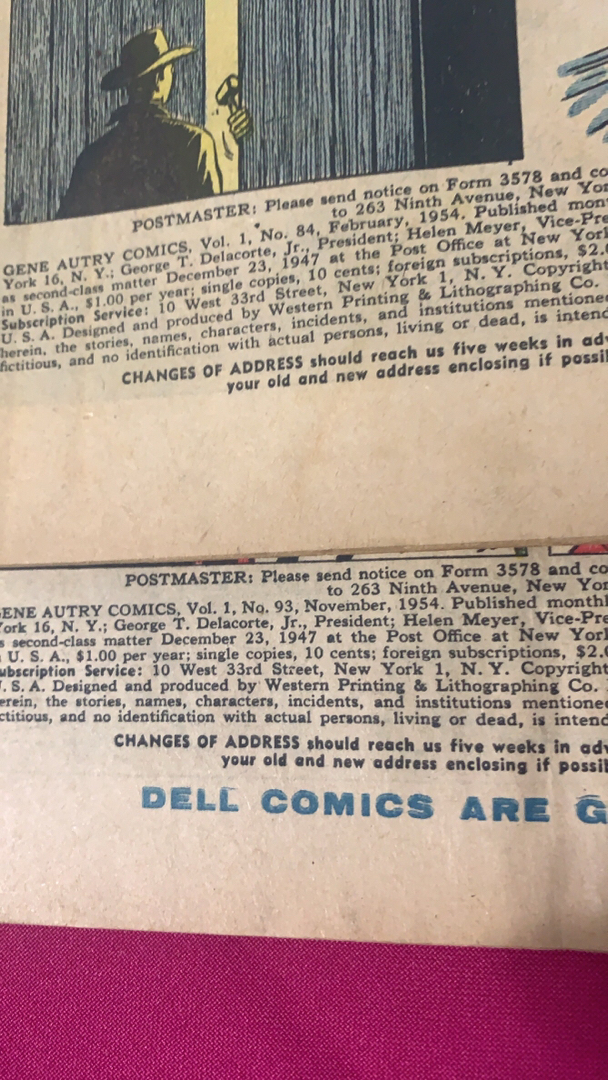 POSTMASTER: Please send notice on Form 3578 and co
to 263 Ninth Avenue, New Yor
GENE AUTRY COMICS, Vol. 1, No. 84, February, 1954. Published mon
York 16, N. Y.; George T. Delacorte, Jr., President; Helen Meyer, Vice-Pre
as second-class matter December 23, 1947 at the Post Office at New York
in U. S. A., $1.00 per year; single copies, 10 cents; foreign subscriptions, $2.0
Subscription Service: 10 West 33rd Street, New York 1, N. Y. Copyright
U. S. A. Designed and produced by Western Printing & Lithographing Co.
herein, the stories, names, characters, incidents, and institutions mentione
fictitious, and no identification with actual persons, living or dead, is intend
CHANGES OF ADDRESS should reach us five weeks in adv
your old and new address enclosing if possib
POSTMASTER: Please send notice on Form 3578 and co
to 263 Ninth Avenue, New Yor
ENE AUTRY COMICS, Vol. 1, No. 93, November, 1954. Published monthl
York 16, N. Y.; George T. Delacorte, Jr., President; Helen Meyer, Vice-Pre
s second-class matter December 23, 1947 at the Post Office at New York
U. S. A., $1.00 per year; single copies, 10 cents; foreign subscriptions, $2.0
ubscription Service: 10 West 33rd Street, New York 1, N. Y. Copyright
. S. A. Designed and produced by Western Printing & Lithographing Co.
erein, the stories, names, characters, incidents, and institutions mentione
ctitious, and no identification with actual persons, living or dead, is intend
CHANGES OF ADDRESS should reach us five weeks in adv
your old and new address enclosing if possib
DELL COMICS ARE G